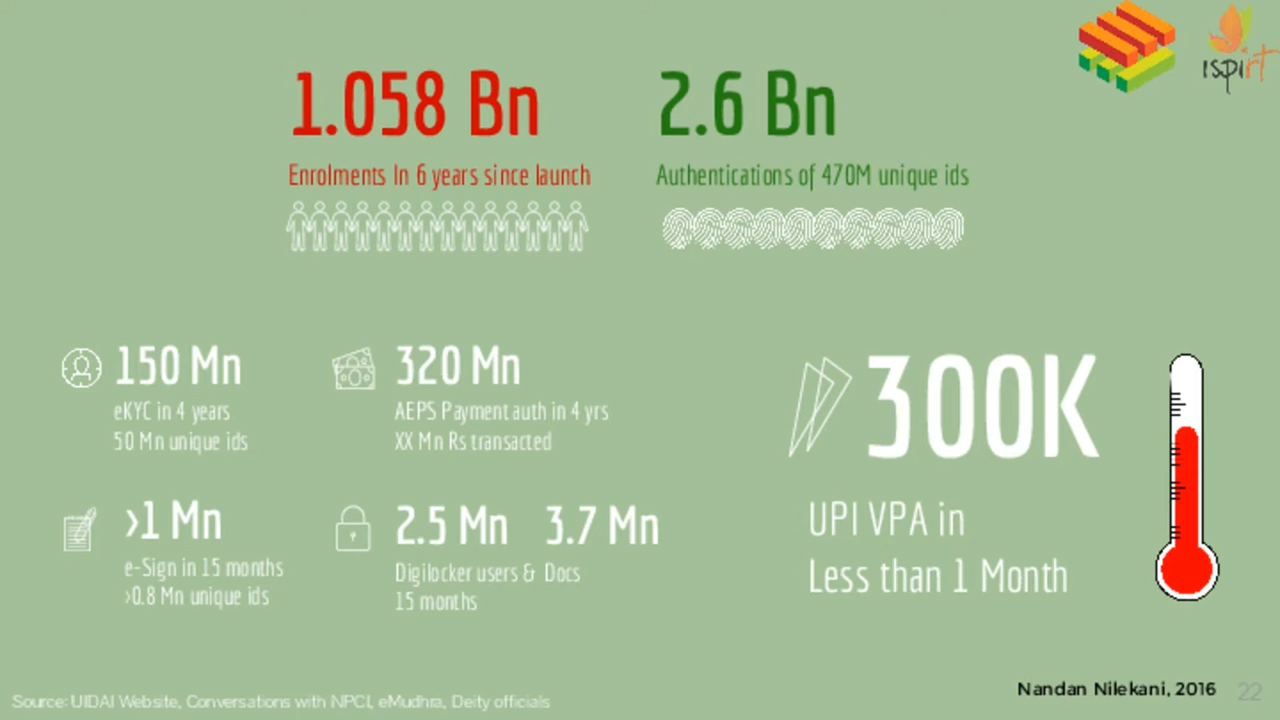 ispirt
1.058 Bn
Enrolments In 6 years since launch
2.6 Bn
Authentications of 470M unique ids
150 Mn
eKYC in 4 years
50 Mn unique ids
320 Mn
AEPS Payment auth in 4 yrs
XX Mn Rs transacted
>1 Mn
e-Sign in 15 months
>0.8 Mn unique ids
2.5 Mn 3.7 Mn
Digilocker users & Docs
15 months
300K
UPI VPA in
Less than 1 Month
Source: UIDAI Website, Conversations with NPCI, eMudhra, Deity officials
Nandan Nilekani, 2016
22